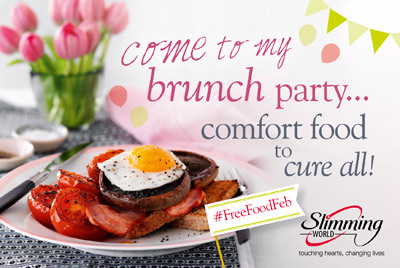 come to my
brunch party...
comfort food
to
cure all!
#FreeFoodFeb
Slimming
WORLD
touching hearts, changing lives